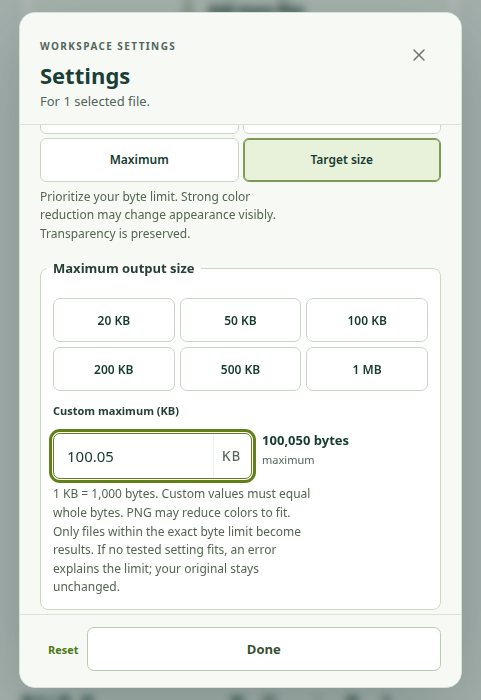 WORKSPACE SETTINGS
Settings
For 1 selected file.
Maximum
Target size
Prioritize your byte limit. Strong color
reduction may change appearance visibly.
Transparency is preserved.
Maximum output size
20 KB
50 KB
100 KB
200 KB
500 KB
1 MB
Custom maximum (KB)
100.05 KB
100,050 bytes
maximum
1 KB = 1,000 bytes. Custom values must equal
whole bytes. PNG may reduce colors to fit.
Only files within the exact byte limit become
results. If no tested setting fits, an error
explains the limit; your original stays
unchanged.
Reset
Done